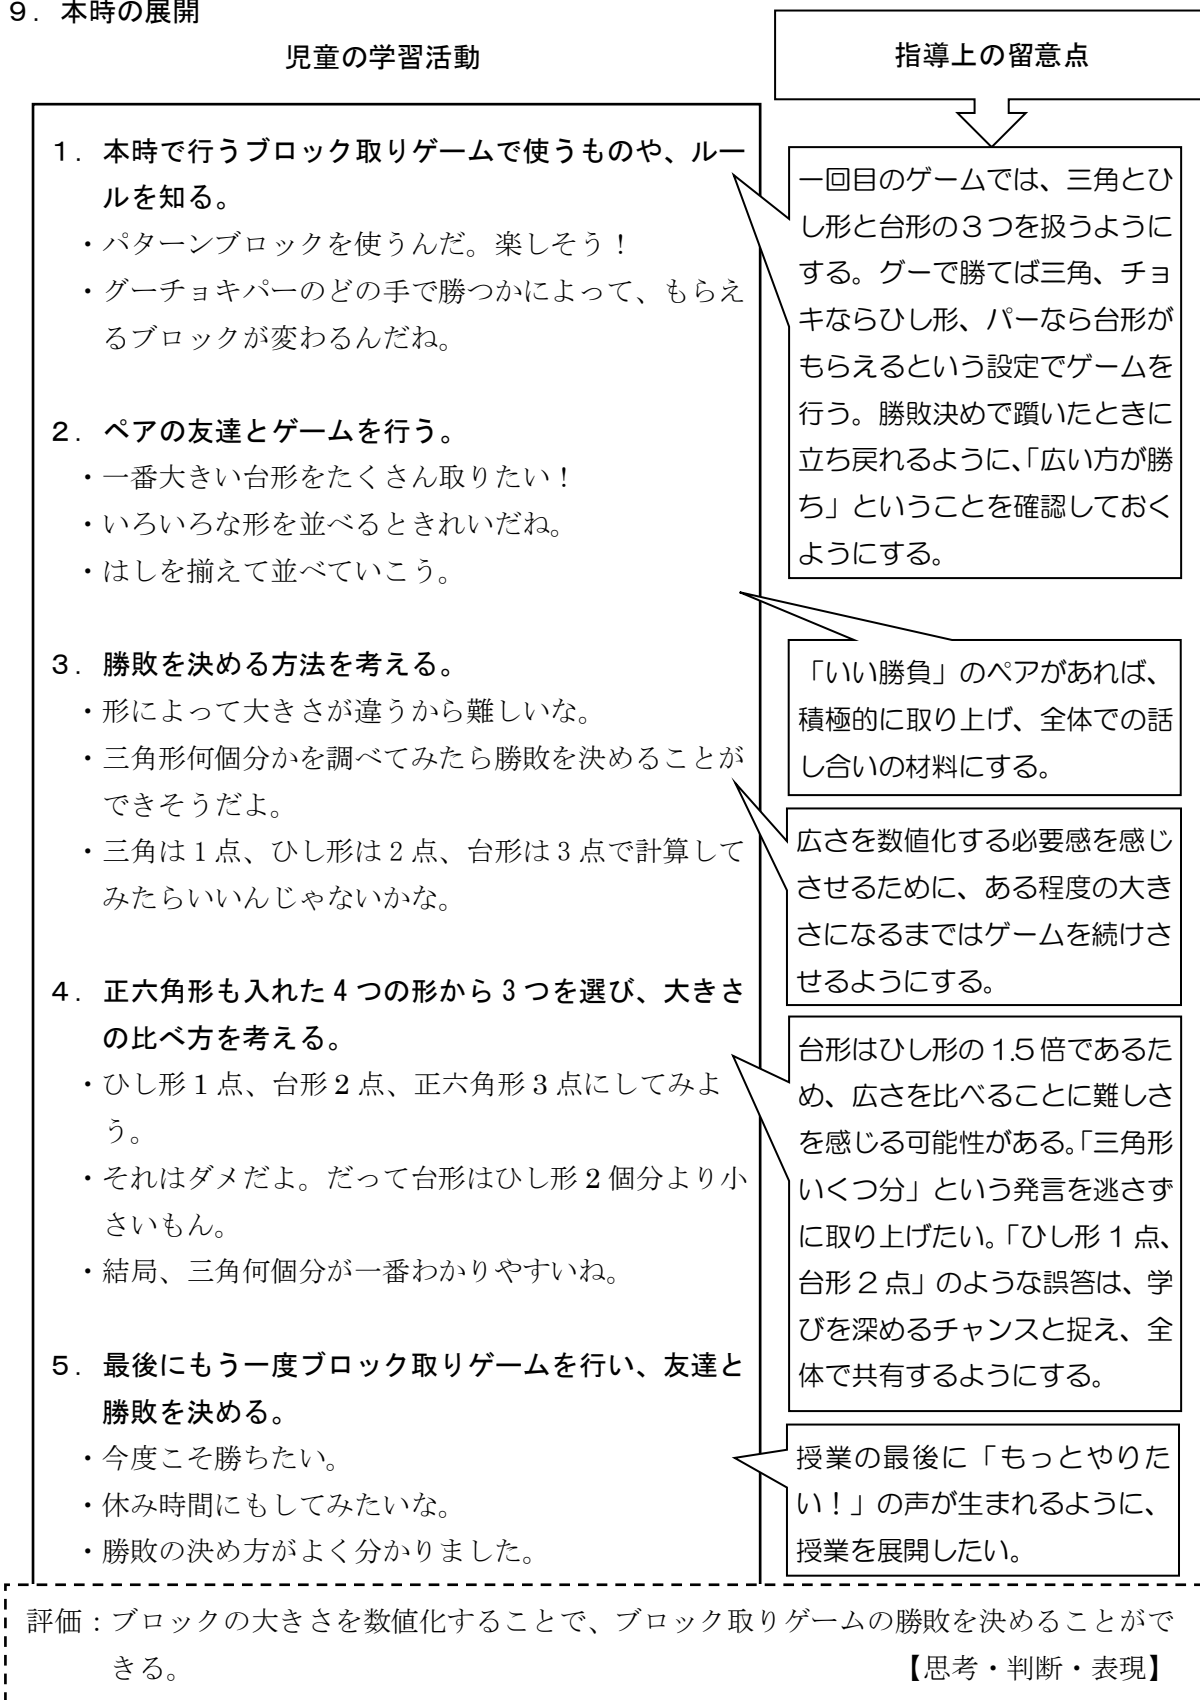 ９．本時の展開
児童の学習活動
指導上の留意点
１．本時で行うブロック取りゲームで使うものや、ルー
ルを知る。
・パターンブロックを使うんだ。楽しそう！
・グーチョキパーのどの手で勝つかによって、もらえ
るブロックが変わるんだね。
２．ペアの友達とゲームを行う。
・一番大きい台形をたくさん取りたい！
・いろいろな形を並べるときれいだね。
・はしを揃えて並べていこう。
３．勝敗を決める方法を考える。
・形によって大きさが違うから難しいな。
・三角形何個分かを調べてみたら勝敗を決めることが
できそうだよ。
・三角は１点、ひし形は２点、台形は３点で計算して
みたらいいんじゃないかな。
４．正六角形も入れた４つの形から３つを選び、大きさ
の比べ方を考える。
・ひし形１点、台形２点、正六角形３点にしてみよ
う。
・それはダメだよ。だって台形はひし形２個分より小
さいもん。
・結局、三角何個分が一番わかりやすいね。
５．最後にもう一度ブロック取りゲームを行い、友達と
勝敗を決める。
・今度こそ勝ちたい。
・休み時間にもしてみたいな。
・勝敗の決め方がよく分かりました。
一回目のゲームでは、三角とひ
し形と台形の３つを扱うように
する。グーで勝てば三角、チョ
キならひし形、パーなら台形が
もらえるという設定でゲームを
行う。勝敗決めで躓いたときに
立ち戻れるように、「広い方が勝
ち」ということを確認しておく
ようにする。
「いい勝負」のペアがあれば、
積極的に取り上げ、全体での話
し合いの材料にする。
広さを数値化する必要感を感じ
させるために、ある程度の大き
さになるまではゲームを続けさ
せるようにする。
台形はひし形の 1.5 倍であるた
め、広さを比べることに難しさ
を感じる可能性がある。「三角形
いくつ分」という発言を逃さず
に取り上げたい。「ひし形 １ 点、
台形 ２ 点」のような誤答は、学
びを深めるチャンスと捉え、全
体で共有するようにする。
授業の最後に「もっとやりた
い！」の声が生まれるように、
授業を展開したい。
評価：ブロックの大きさを数値化することで、ブロック取りゲームの勝敗を決めることがで
きる。 【思考・判断・表現】